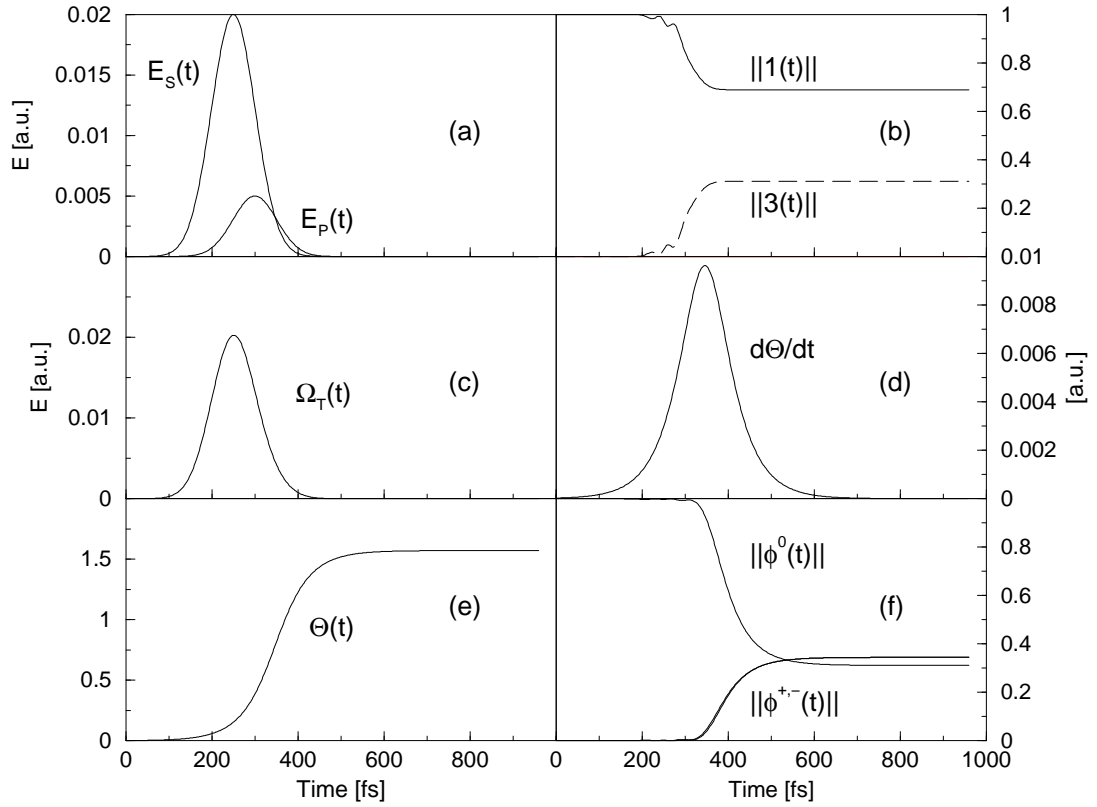 0.02
0.015
0.01
0.005
0
E [a.u.]
E_S(t)
E_P(t)
(a)
1
0.8
0.6
0.4
0.2
0.01
||1(t)||
||3(t)||
(b)
0.02
0.01
0
E [a.u.]
Ω_T(t)
(c)
0.008
0.006
0.004
0.002
0
[a.u.]
dΘ/dt
(d)
1.5
1
0.5
0
Θ(t)
(e)
0.8
0.6
0.4
0.2
0
||ϕ^0(t)||
||ϕ^{+,−}(t)||
(f)
0 200 400 600 800 0 200 400 600 800 1000
Time [fs] Time [fs]